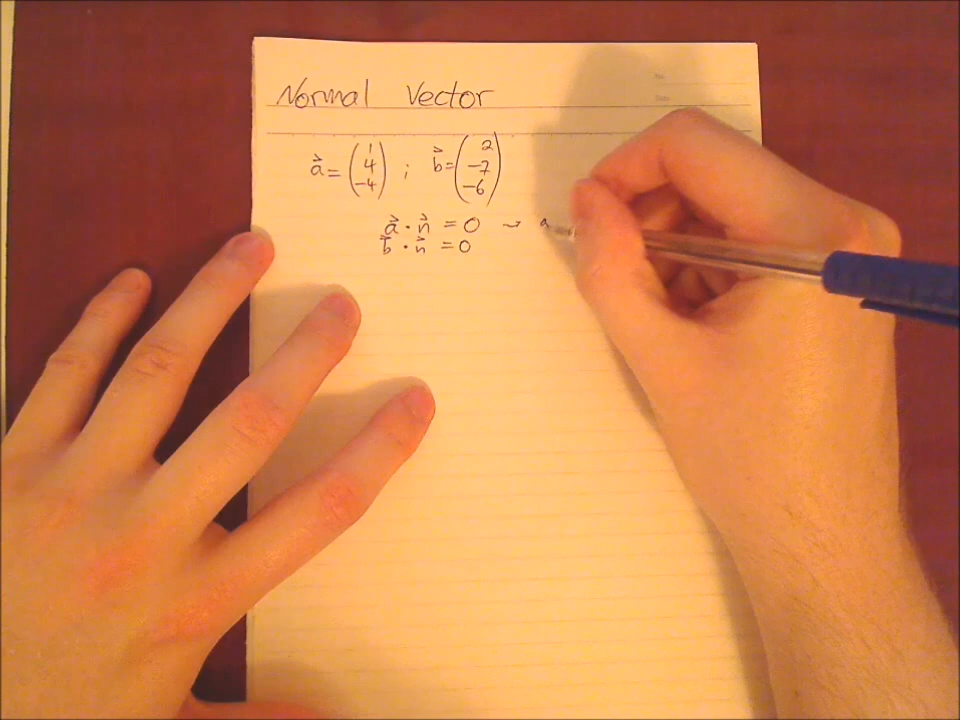 Normal Vector
a⃗ = (1 4 -4) ; b⃗ = (2 -7 -6)
a⃗ · n⃗ = 0 → a
b⃗ · n⃗ = 0